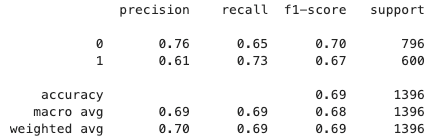 precision recall f1-score support
0 0.76 0.65 0.70 796
1 0.61 0.73 0.67 600
accuracy 0.69 1396
macro avg 0.69 0.69 0.68 1396
weighted avg 0.70 0.69 0.69 1396